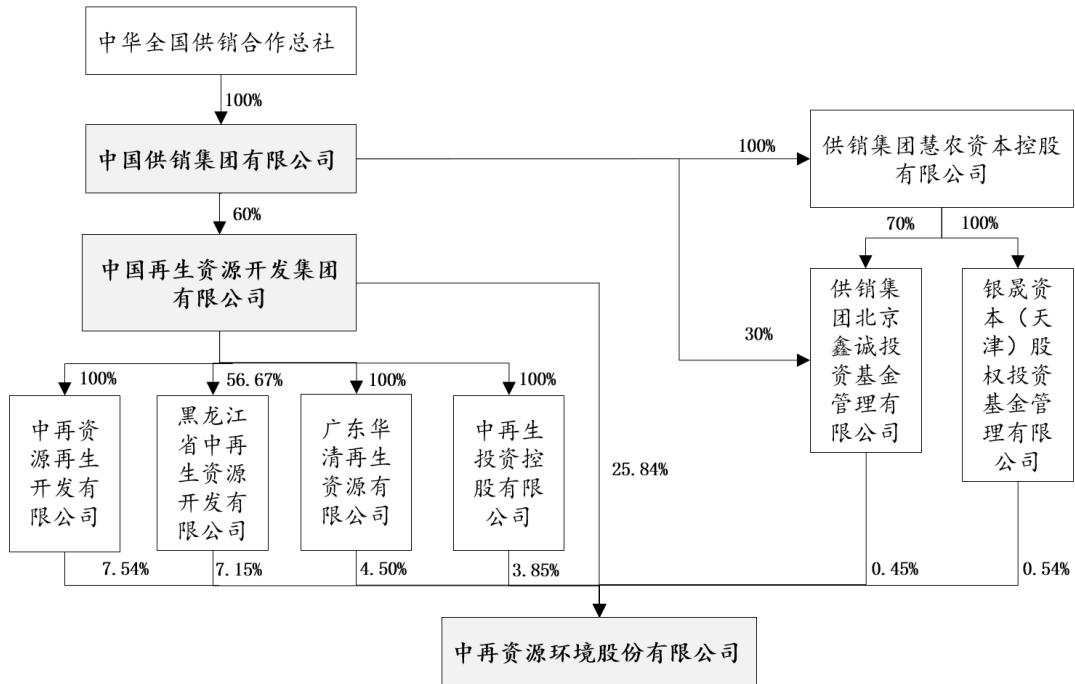 中华全国供销合作总社
100%
中国供销集团有限公司
100%
供销集团慧农资本控股
有限公司
60%
70%
100%
中国再生资源开发集团
有限公司
30%
供销集
团北京
鑫诚投
资基金
管理有
限公司
银晟资
本（天
津）股
权投资
基金管
理有限
公司
100%
56.67%
100%
100%
中再资
源再生
开发有
限公司
黑龙江
省中再
生资源
开发有
限公司
广东华
清再生
资源有
限公司
中再生
投资控
股有限
公司
25.84%
7.54%
7.15%
4.50%
3.85%
0.45%
0.54%
中再资源环境股份有限公司